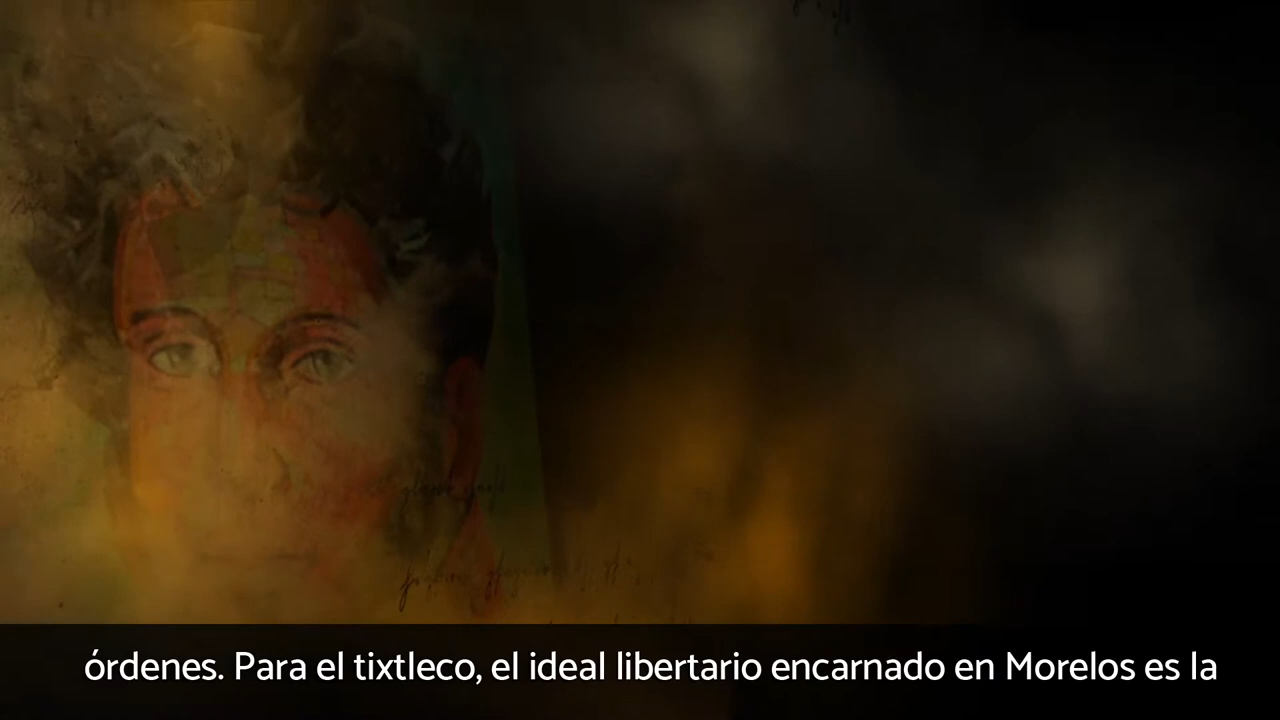 órdenes. Para el tixtleco, el ideal libertario encarnado en Morelos es la